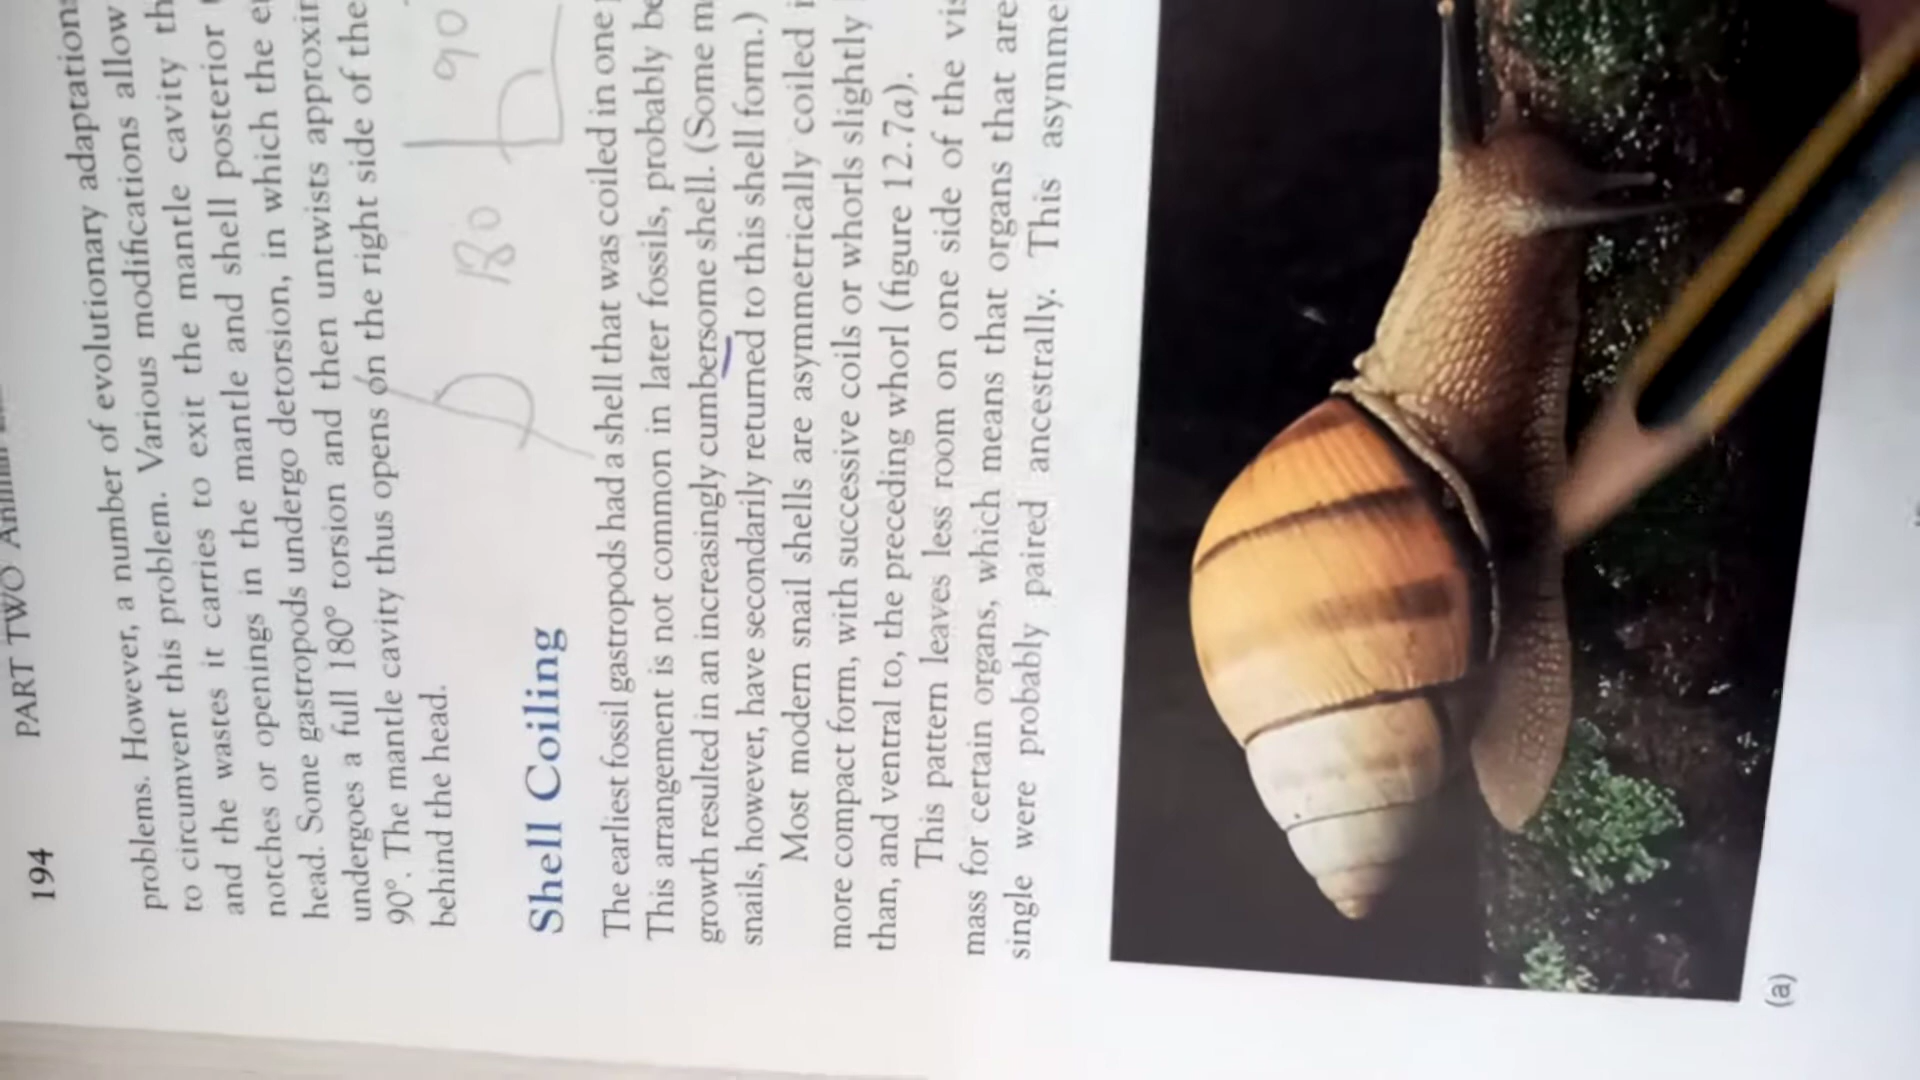 194 PART TWO
problems. However, a number of evolutionary adaptations
to circumvent this problem. Various modifications allow
and the wastes it carries to exit the mantle cavity th
notches or openings in the mantle and shell posterior
head. Some gastropods undergo detorsion, in which the e
undergoes a full 180° torsion and then untwists approxi
90°. The mantle cavity thus opens on the right side of the
behind the head.
180 90
Shell Coiling
The earliest fossil gastropods had a shell that was coiled in one
This arrangement is not common in later fossils, probably be
growth resulted in an increasingly cumbersome shell. (Some m
snails, however, have secondarily returned to this shell form.)
Most modern snail shells are asymmetrically coiled i
more compact form, with successive coils or whorls slightly
than, and ventral to, the preceding whorl (figure 12.7a).
This pattern leaves less room on one side of the vis
mass for certain organs, which means that organs that are
single were probably paired ancestrally. This asymme
(a)